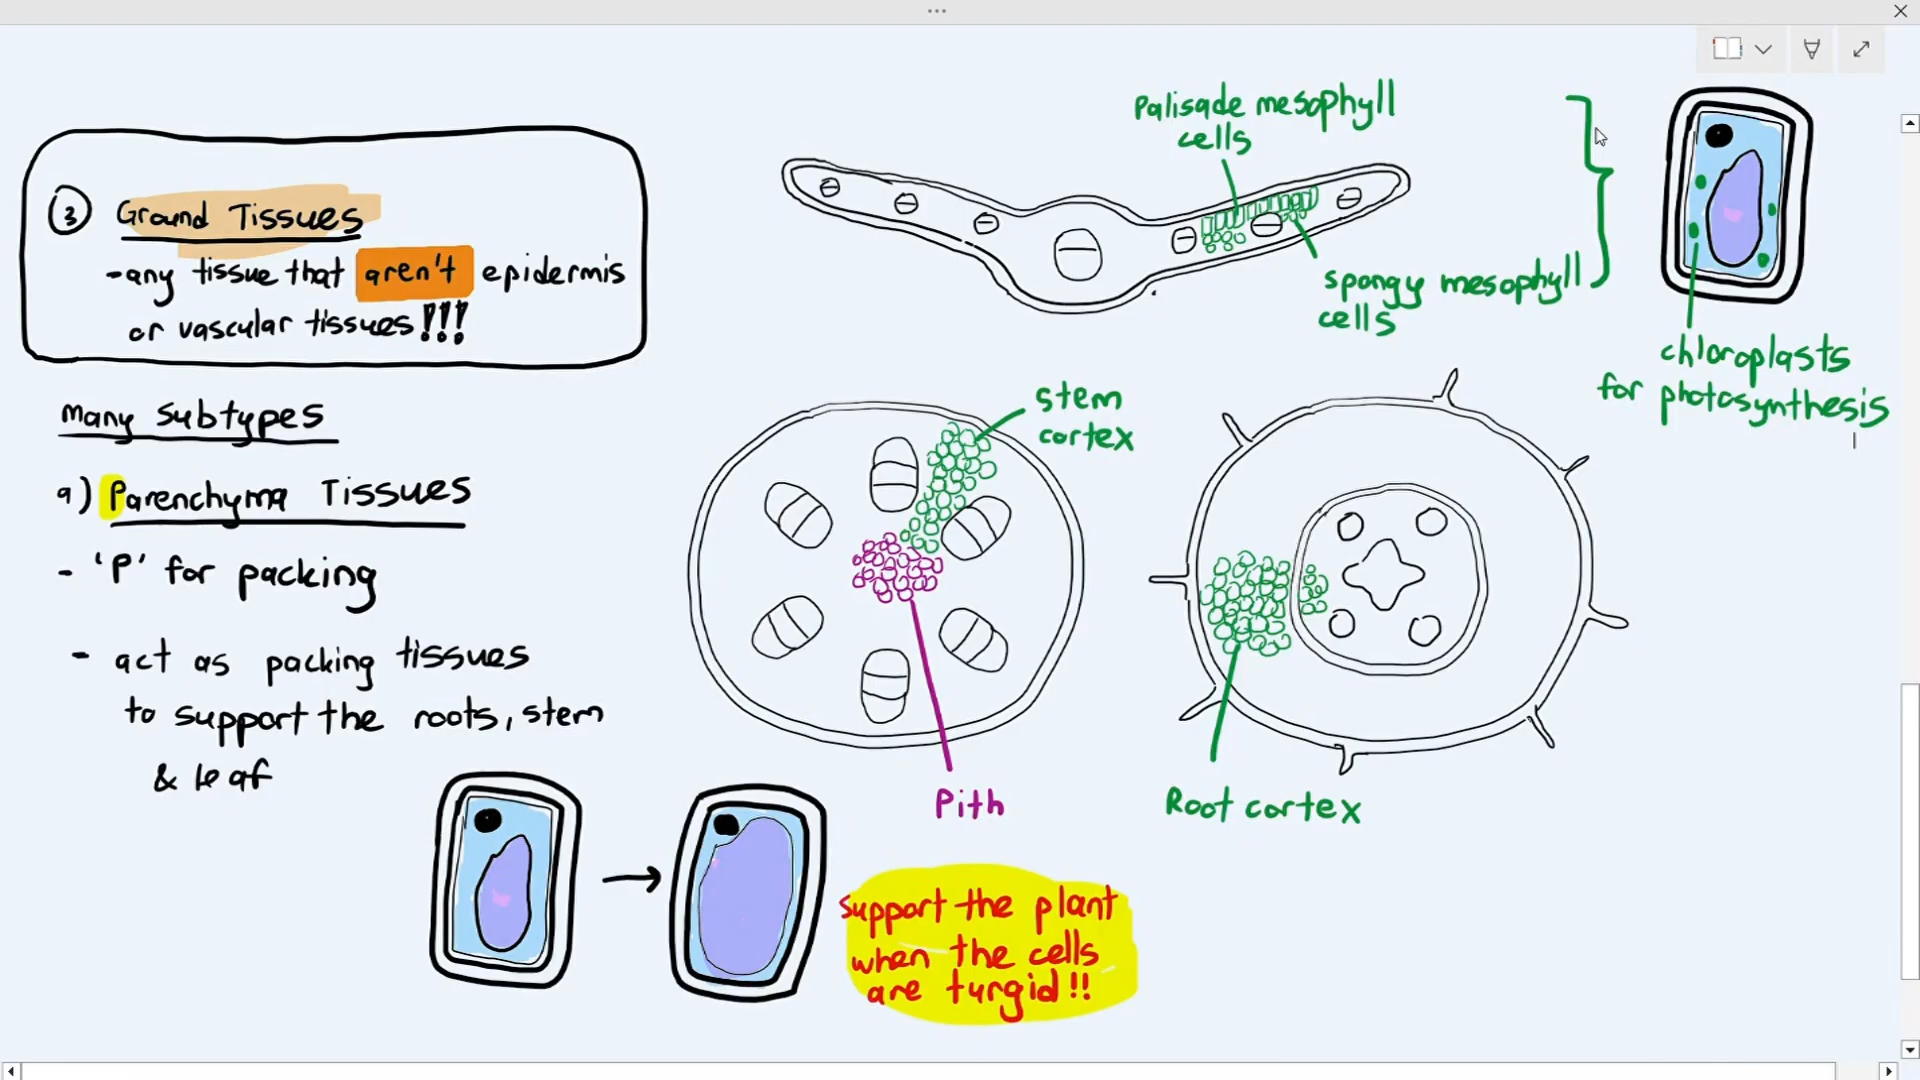 3 Ground Tissues
- any tissue that aren't epidermis
or vascular tissues!!!
Many Subtypes
a) Parenchyma Tissues
- 'P' for packing
- act as packing tissues
to support the roots, stem
& leaf
Palisade mesophyll
cells
spongy mesophyll
cells
chloroplasts
for photosynthesis
stem
cortex
Pith
Root cortex
support the plant
when the cells
are turgid!!